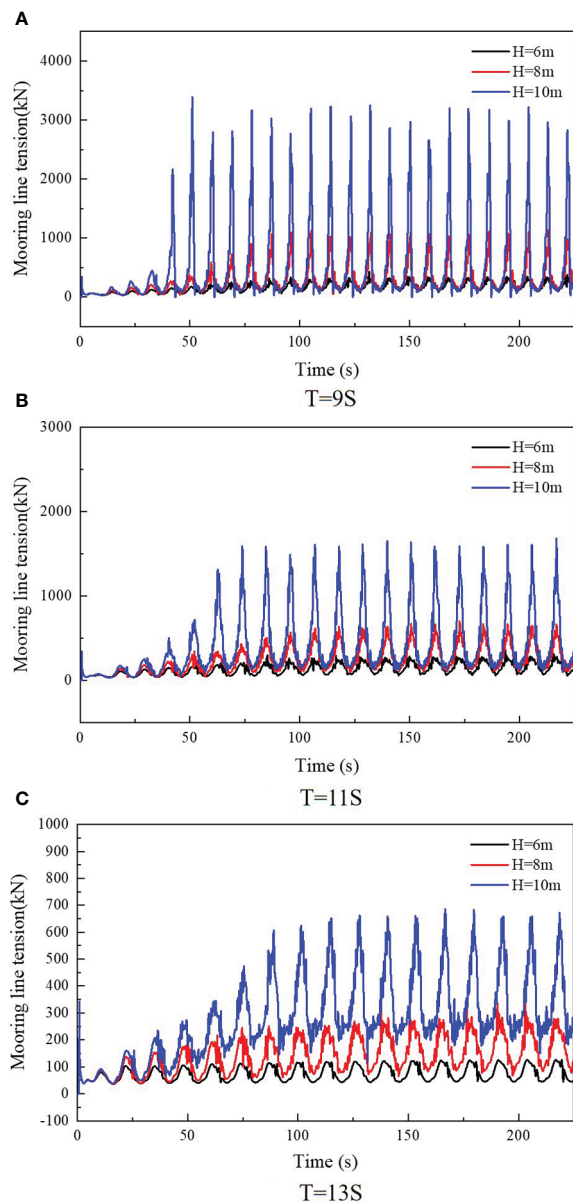 A
4000
3000
2000
1000
0
Mooring line tension(kN)
H=6m
H=8m
H=10m
0 50 100 150 200
Time (s)
T=9S
B
3000
2000
1000
0
Mooring line tension(kN)
H=6m
H=8m
H=10m
0 50 100 150 200
Time (s)
T=11S
C
1000
900
800
700
600
500
400
300
200
100
0
-100
Mooring line tension(kN)
H=6m
H=8m
H=10m
0 50 100 150 200
Time (s)
T=13S